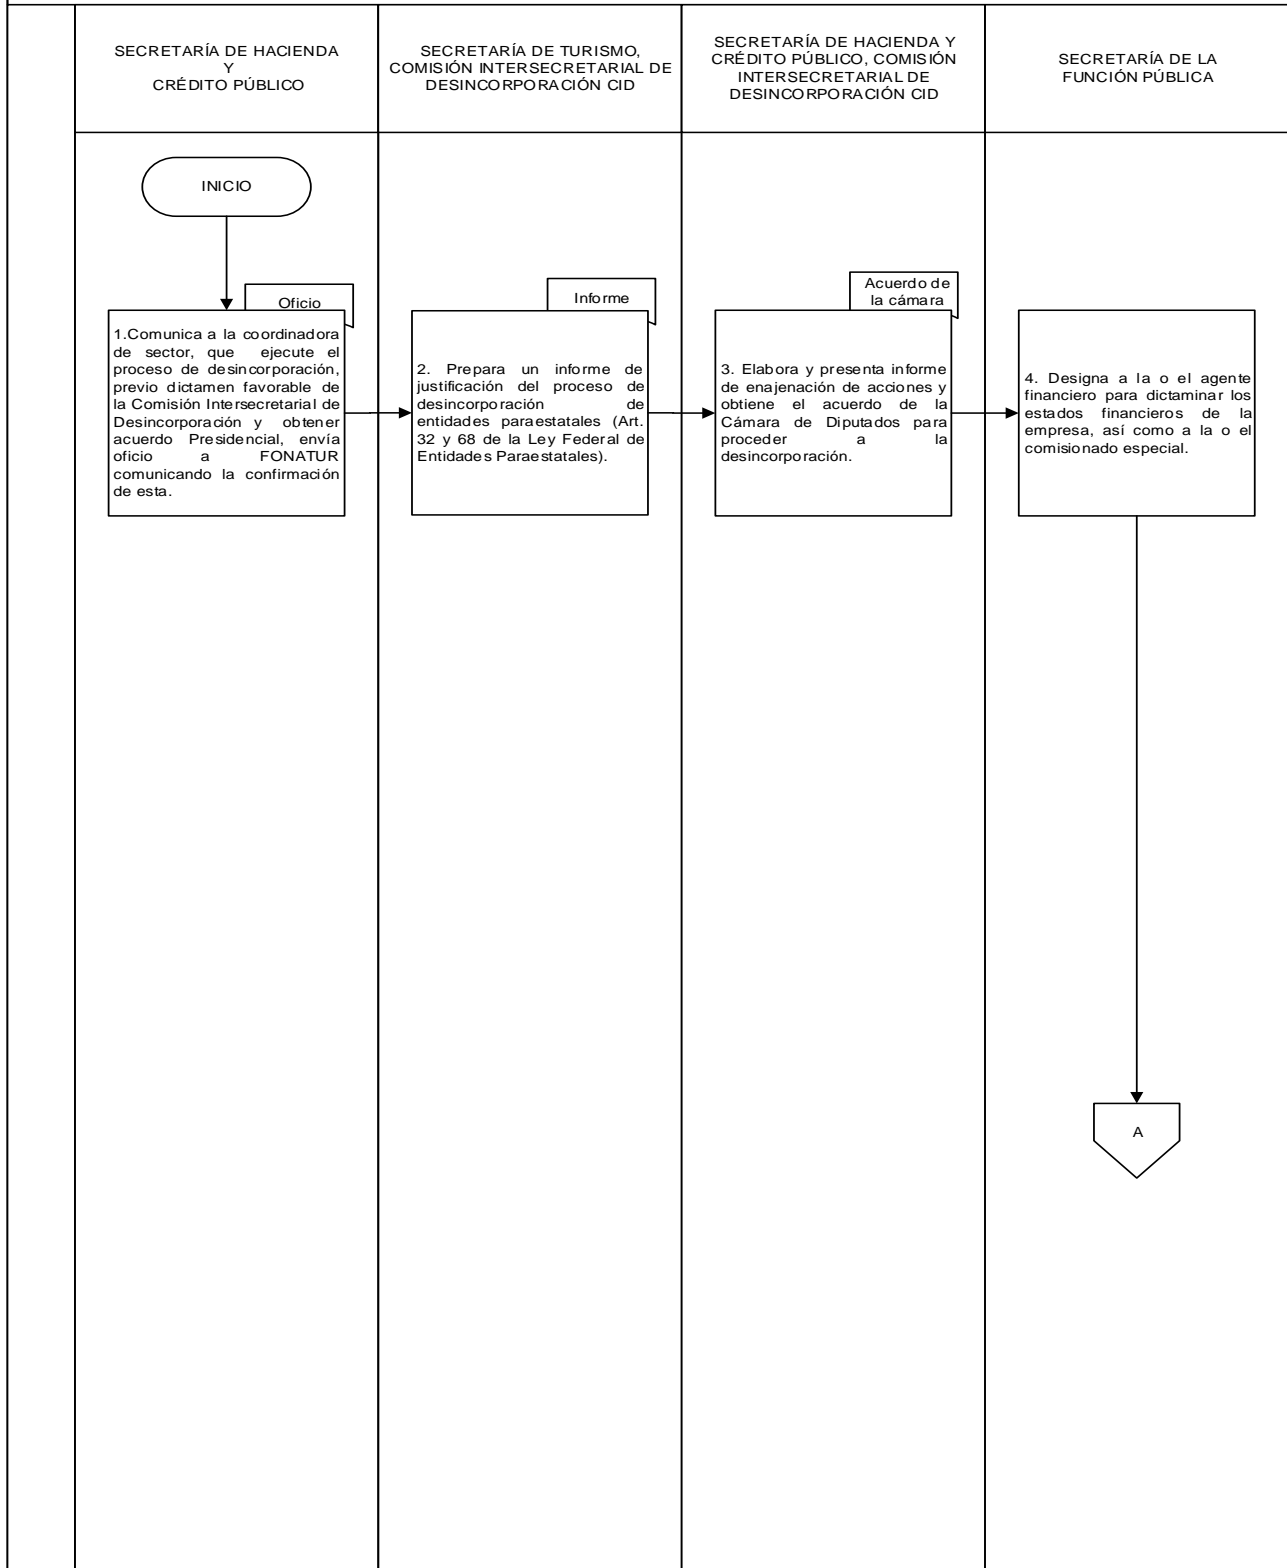 SECRETARÍA DE HACIENDA
Y
CRÉDITO PÚBLICO
SECRETARÍA DE TURISMO,
COMISIÓN INTERSECRETARIAL DE
DESINCORPORACIÓN CID
SECRETARÍA DE HACIENDA Y
CRÉDITO PÚBLICO, COMISIÓN
INTERSECRETARIAL DE
DESINCORPORACIÓN CID
SECRETARÍA DE LA
FUNCIÓN PÚBLICA
INICIO
Oficio
1.Comunica a la coordinadora
de sector, que ejecute el
proceso de desincorporación,
previo dictamen favorable de
la Comisión Intersecretarial de
Desincorporación y obtener
acuerdo Presidencial, envía
oficio a FONATUR
comunicando la confirmación
de esta.
Informe
2. Prepara un informe de
justificación del proceso de
desincorporación de
entidades paraestatales (Art.
32 y 68 de la Ley Federal de
Entidades Paraestatales).
Acuerdo de
la cámara
3. Elabora y presenta informe
de enajenación de acciones y
obtiene el acuerdo de la
Cámara de Diputados para
proceder a la
desincorporación.
4. Designa a la o el agente
financiero para dictaminar los
estados financieros de la
empresa, así como a la o el
comisionado especial.
A